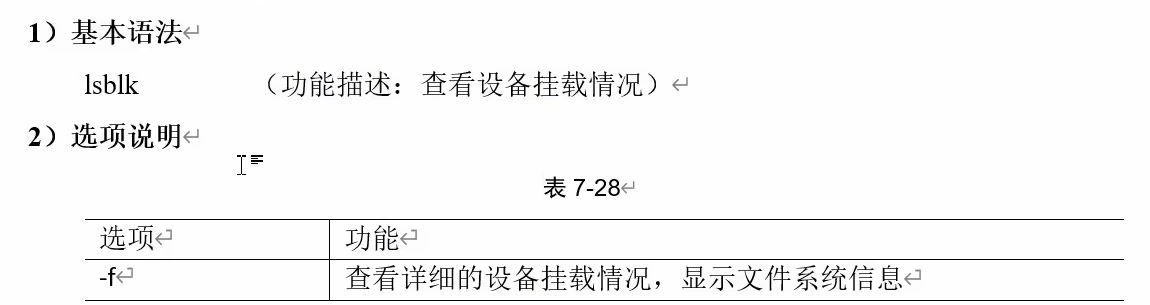 1）基本语法
lsblk （功能描述：查看设备挂载情况）
2）选项说明
表 7-28
选项 功能
-f 查看详细的设备挂载情况，显示文件系统信息